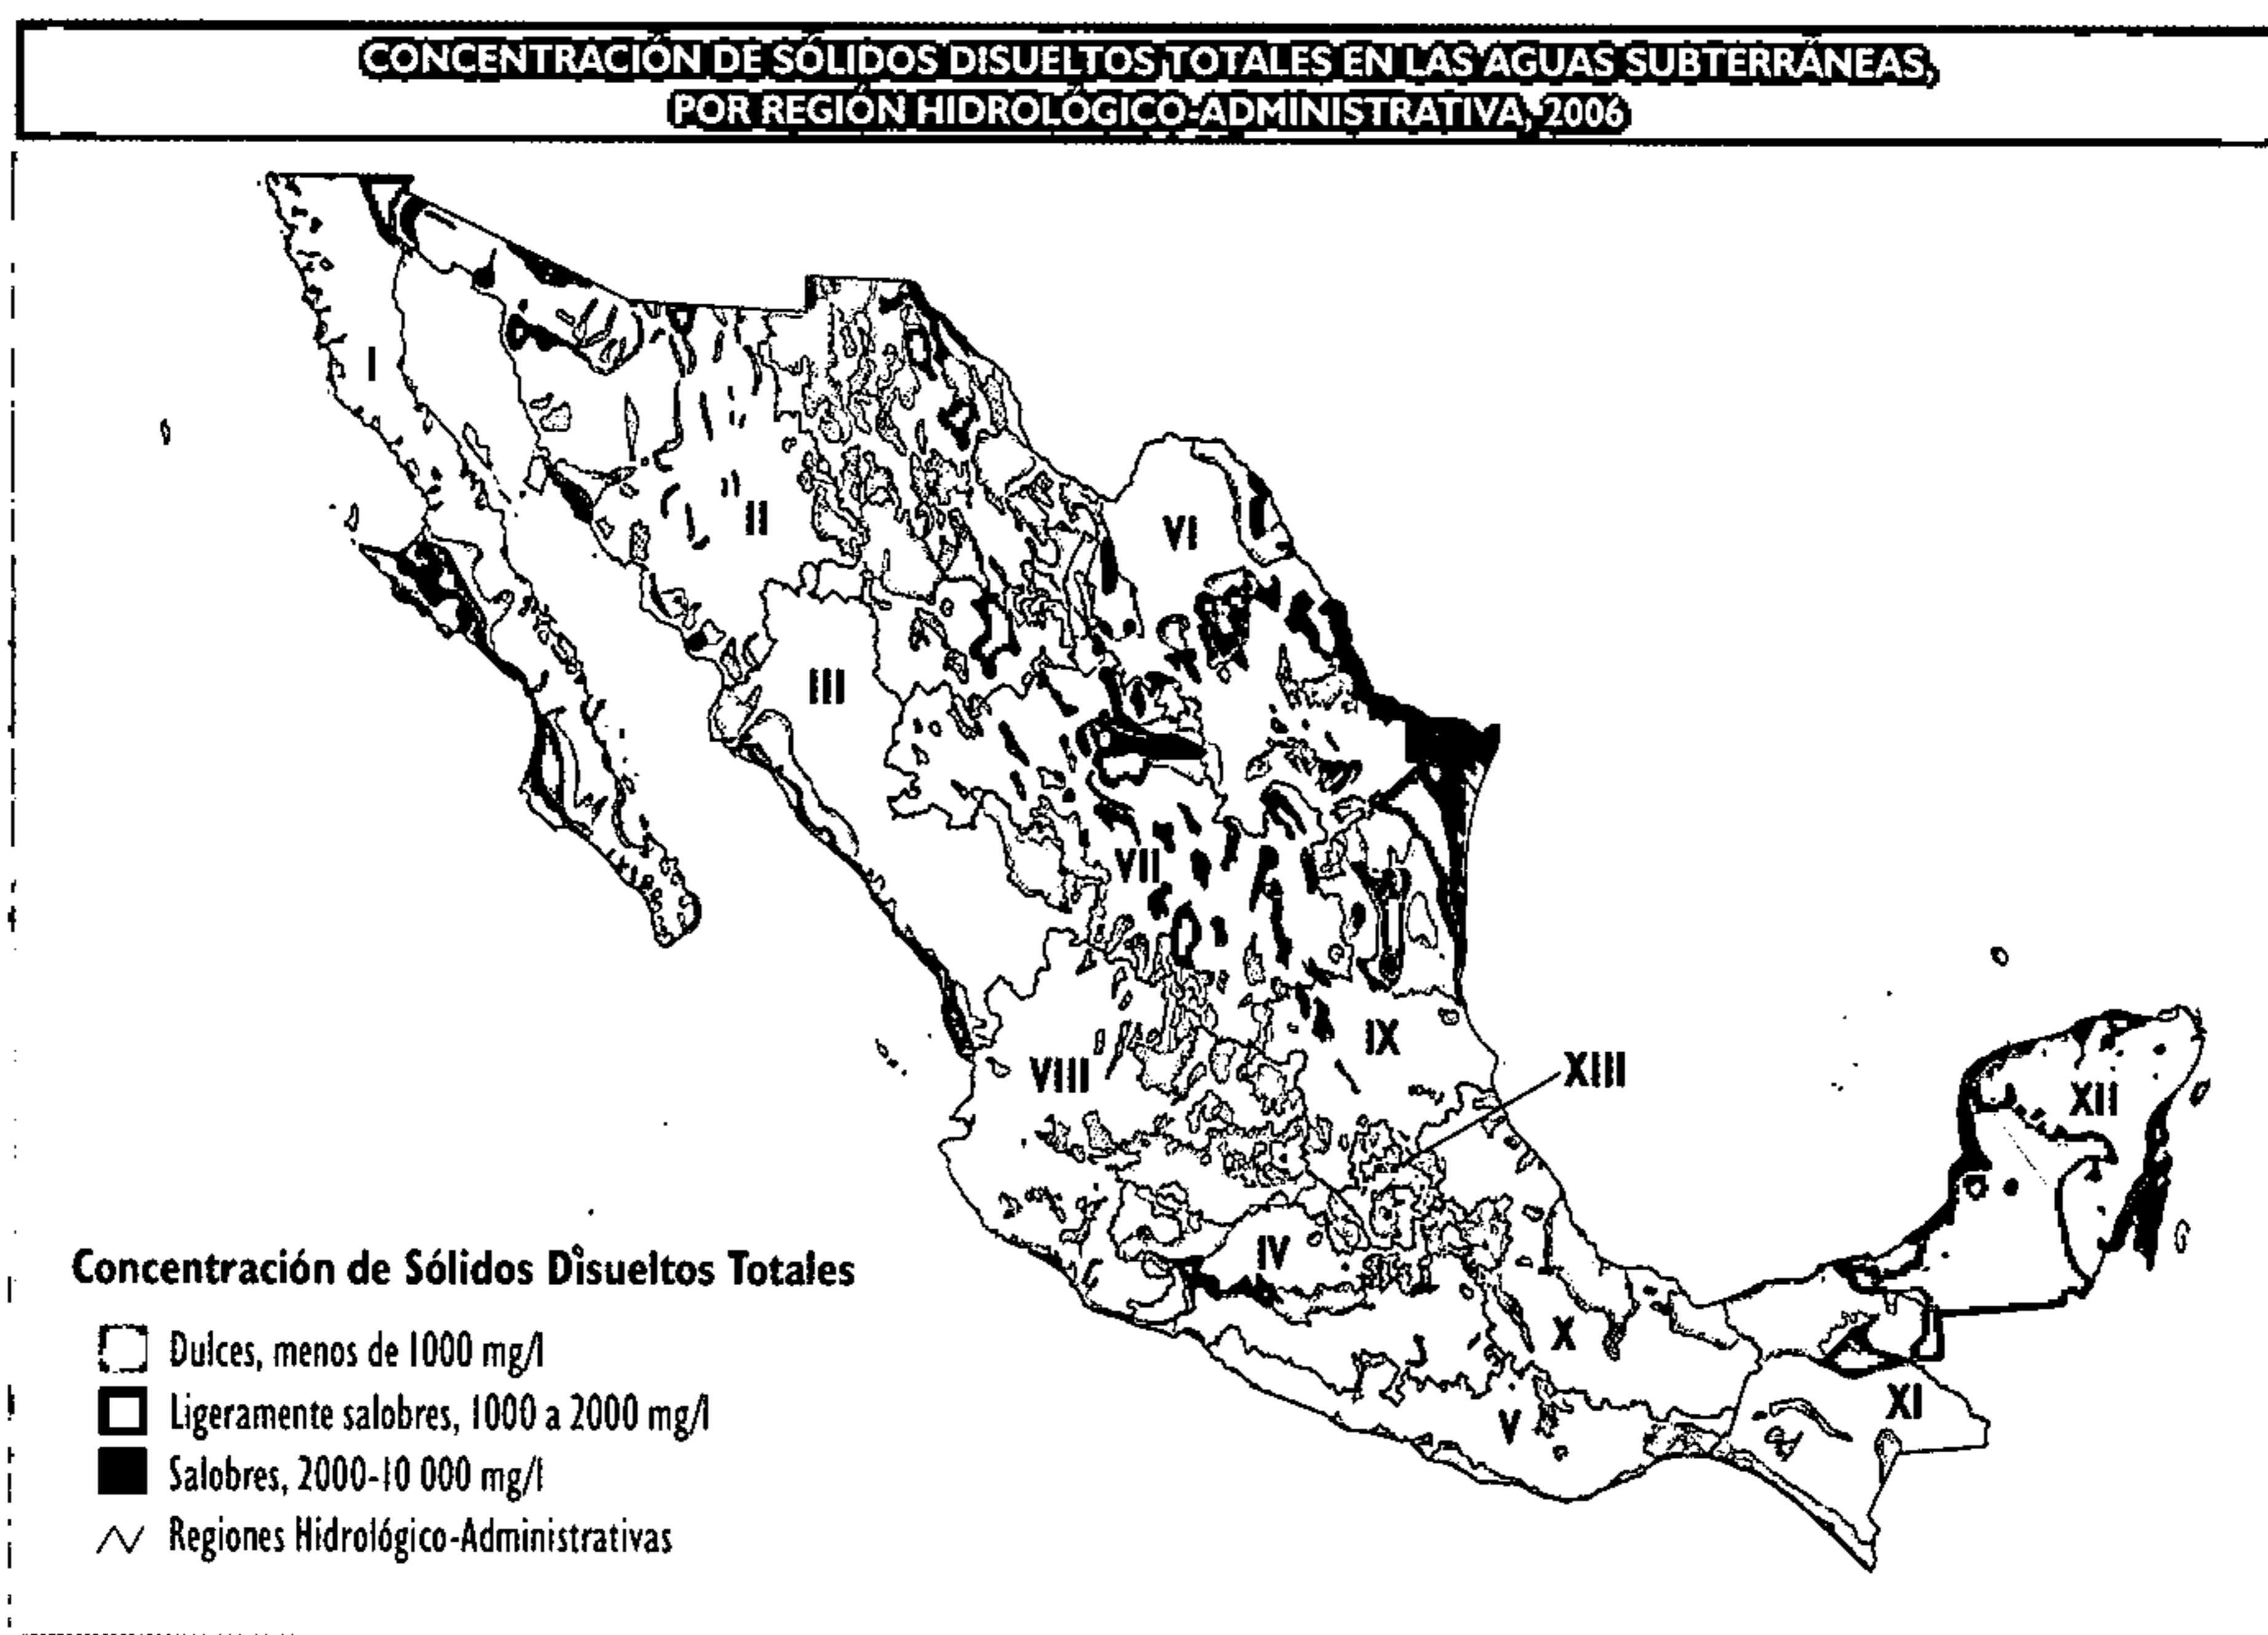 CONCENTRACIÓN DE SÓLIDOS DISUELTOS TOTALES EN LAS AGUAS SUBTERRÁNEAS,
POR REGIÓN HIDROLÓGICO-ADMINISTRATIVA, 2006
I
II
VI
III
VII
IX
VIII
XIII
XII
IV
X
XI
V
Concentración de Sólidos Disueltos Totales
Dulces, menos de 1000 mg/l
Ligeramente salobres, 1000 a 2000 mg/l
Salobres, 2000-10 000 mg/l
Regiones Hidrológico-Administrativas